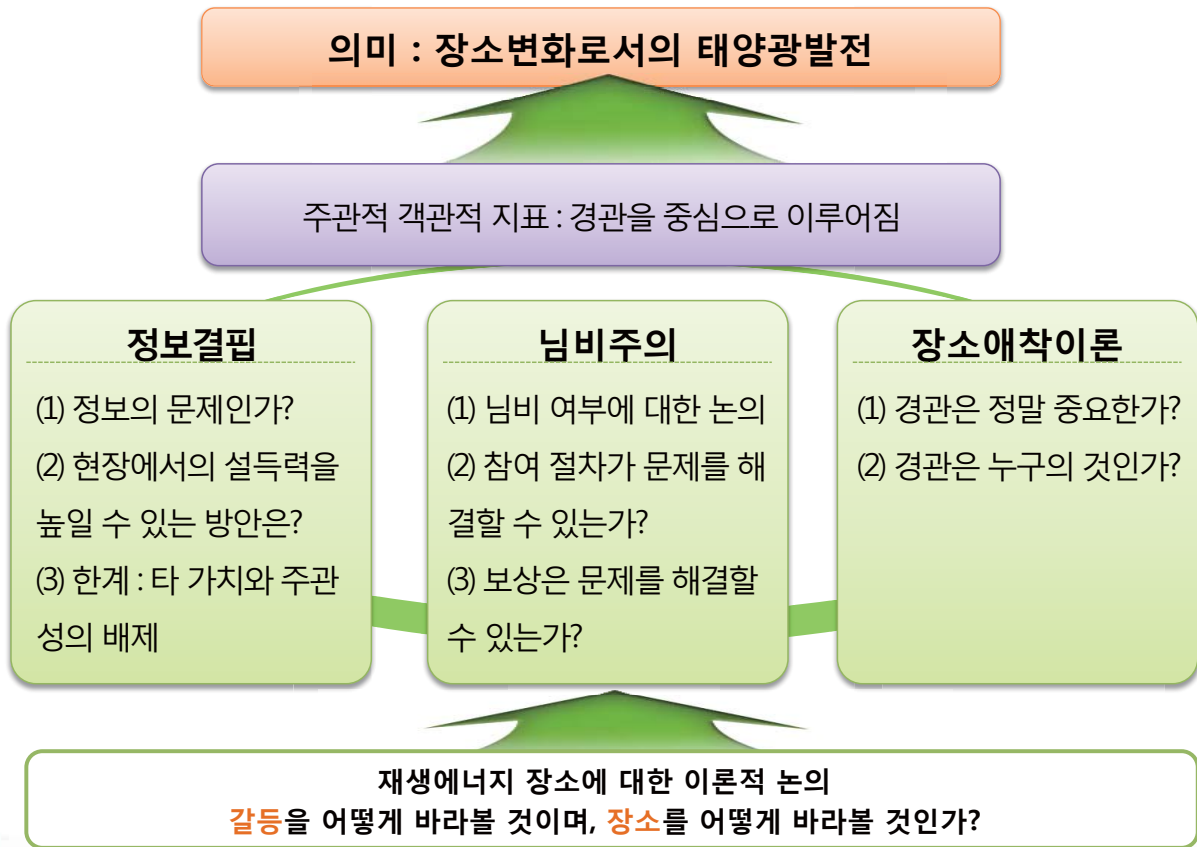 의미 : 장소변화로서의 태양광발전
주관적 객관적 지표 : 경관을 중심으로 이루어짐
정보결핍
(1) 정보의 문제인가?
(2) 현장에서의 설득력을
높일 수 있는 방안은?
(3) 한계 : 타 가치와 주관
성의 배제
님비주의
(1) 님비 여부에 대한 논의
(2) 참여 절차가 문제를 해
결할 수 있는가?
(3) 보상은 문제를 해결할
수 있는가?
장소애착이론
(1) 경관은 정말 중요한가?
(2) 경관은 누구의 것인가?
재생에너지 장소에 대한 이론적 논의
갈등을 어떻게 바라볼 것이며, 장소를 어떻게 바라볼 것인가?